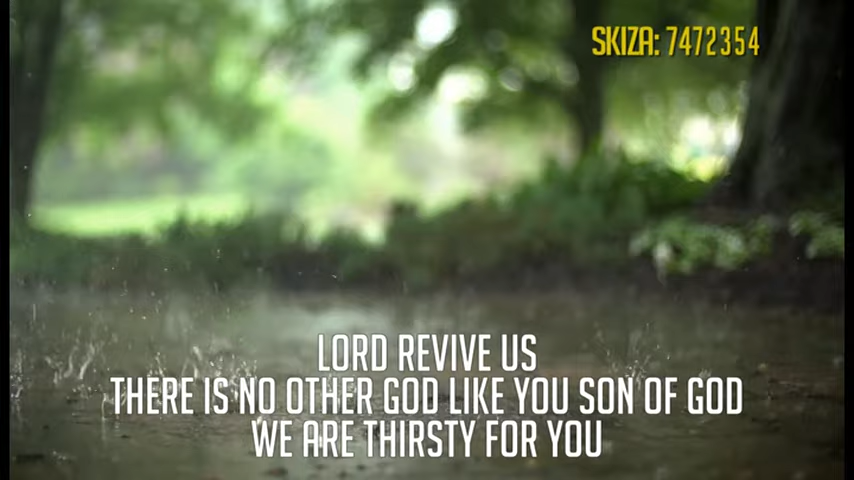 SKIZA: 7472354
LORD REVIVE US
THERE IS NO OTHER GOD LIKE YOU SON OF GOD
WE ARE THIRSTY FOR YOU